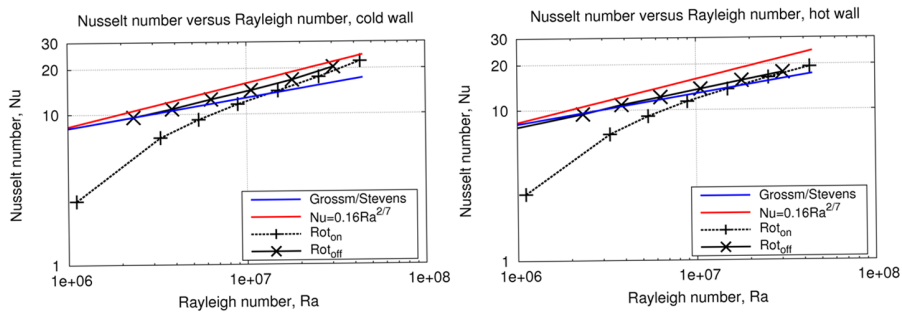 Nusselt number versus Rayleigh number, cold wall
30
20
10
1
Nusselt number, Nu
Grossm/Stevens
Nu=0.16Ra^2/7
Rot_on
Rot_off
1e+06
1e+07
1e+08
Rayleigh number, Ra
Nusselt number versus Rayleigh number, hot wall
30
20
10
1
Nusselt number, Nu
Grossm/Stevens
Nu=0.16Ra^2/7
Rot_on
Rot_off
1e+06
1e+07
1e+08
Rayleigh number, Ra